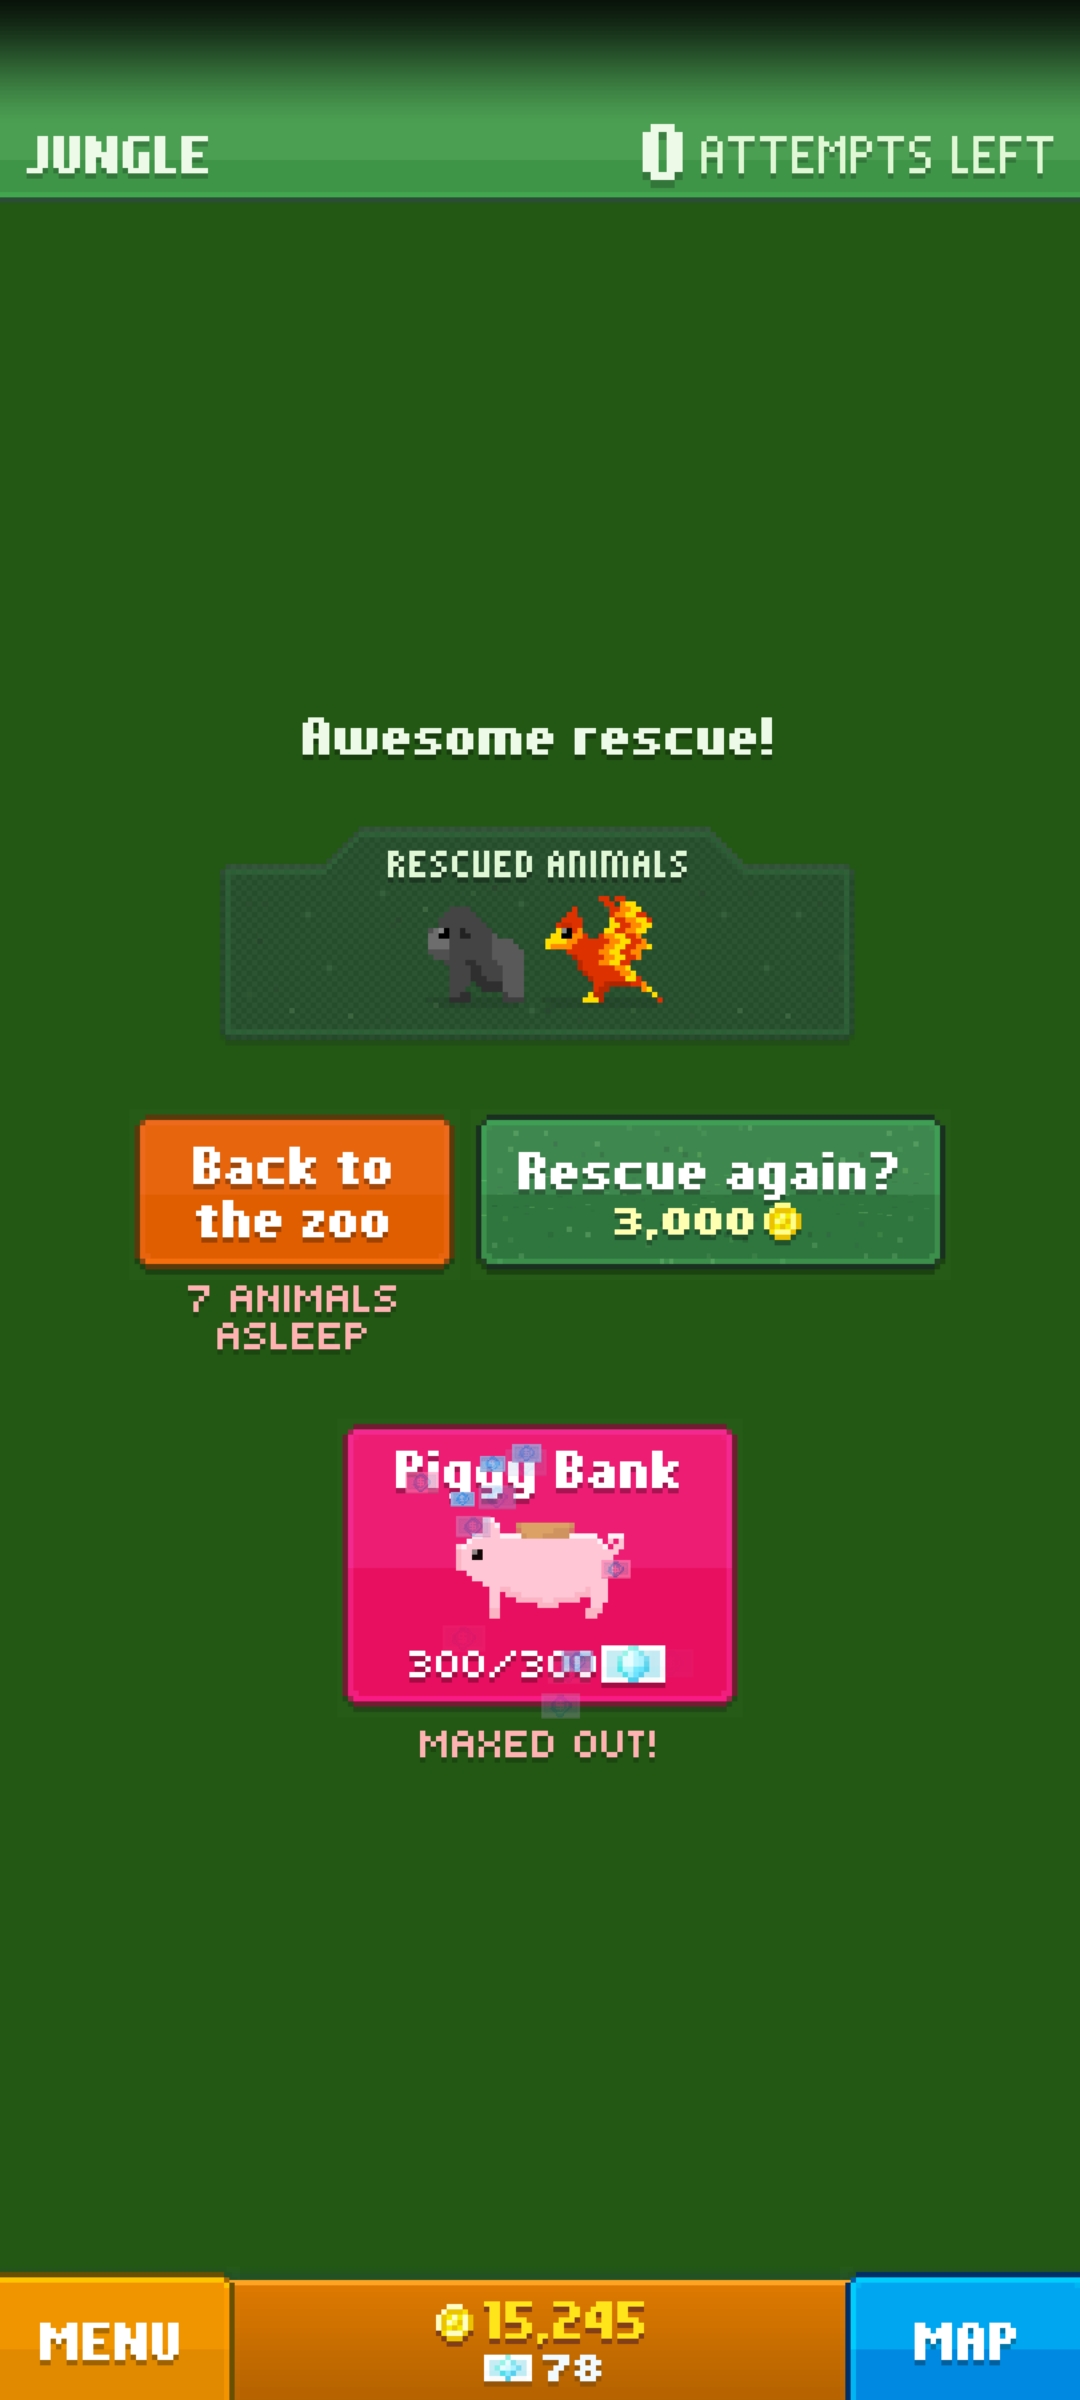 JUNGLE
0 ATTEMPTS LEFT
Awesome rescue!
RESCUED ANIMALS
Back to
the zoo
Rescue again?
3,000
7 ANIMALS
ASLEEP
Piggy Bank
300/300
MAXED OUT!
MENU
15,245
78
MAP